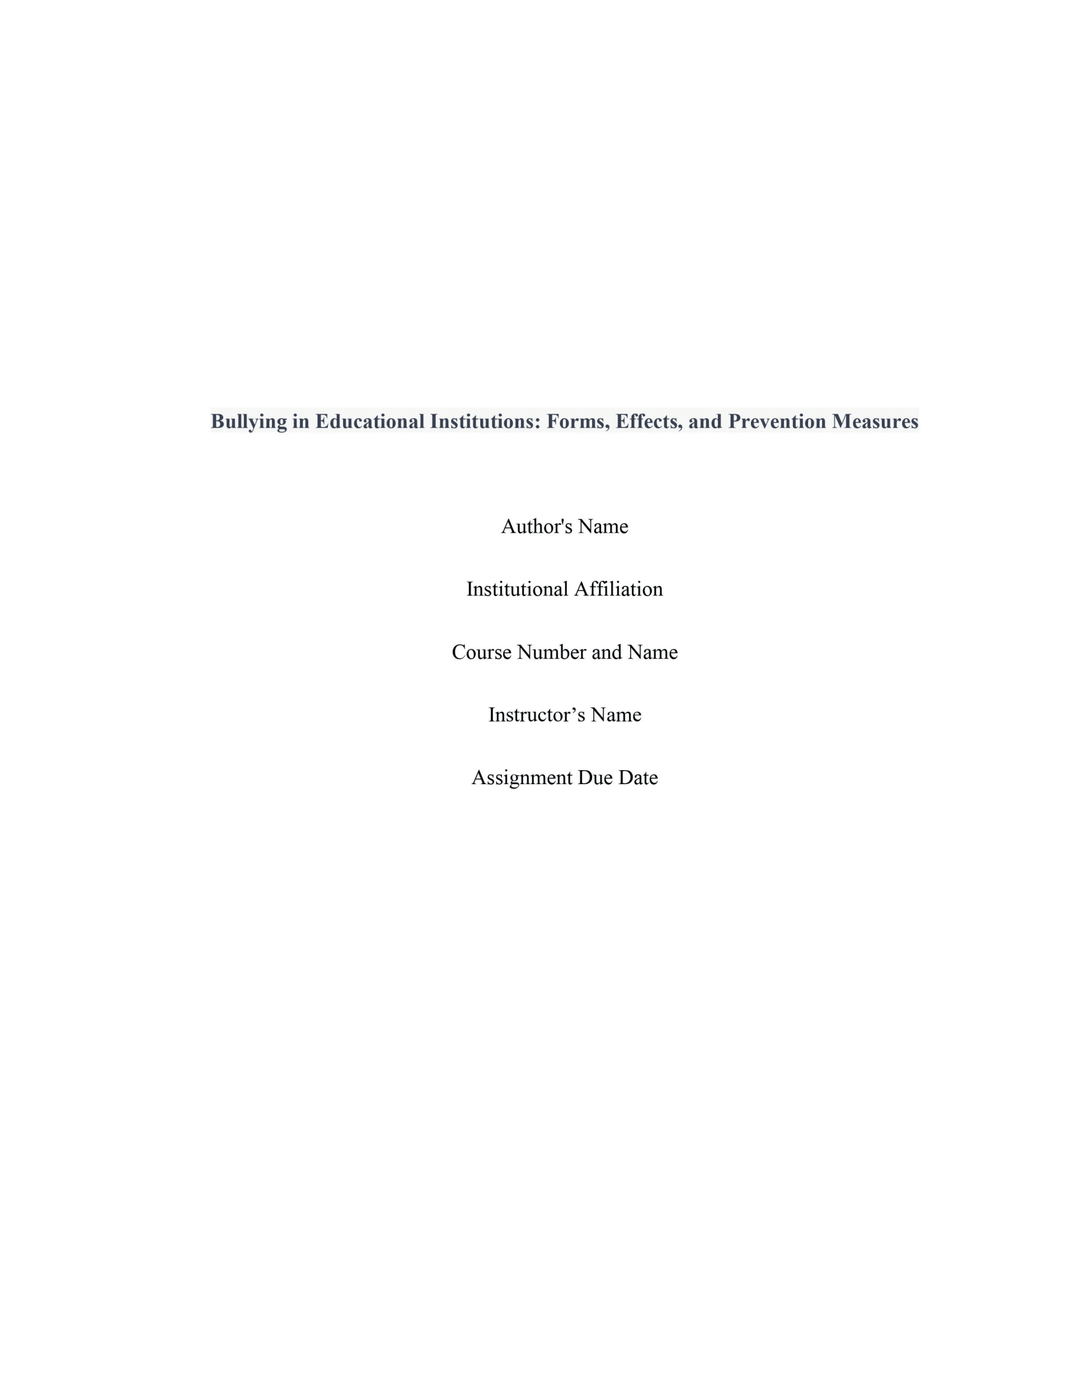 Bullying in Educational Institutions: Forms, Effects, and Prevention Measures
Author's Name
Institutional Affiliation
Course Number and Name
Instructor’s Name
Assignment Due Date